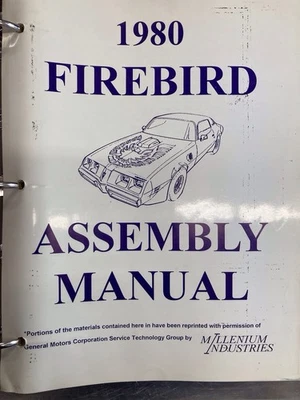 1980
FIREBIRD
ASSEMBLY
MANUAL
"Portions of the materials contained here in have been reprinted with permission of
General Motors Corporation Service Technology Group by MILLENIUM
INDUSTRIES